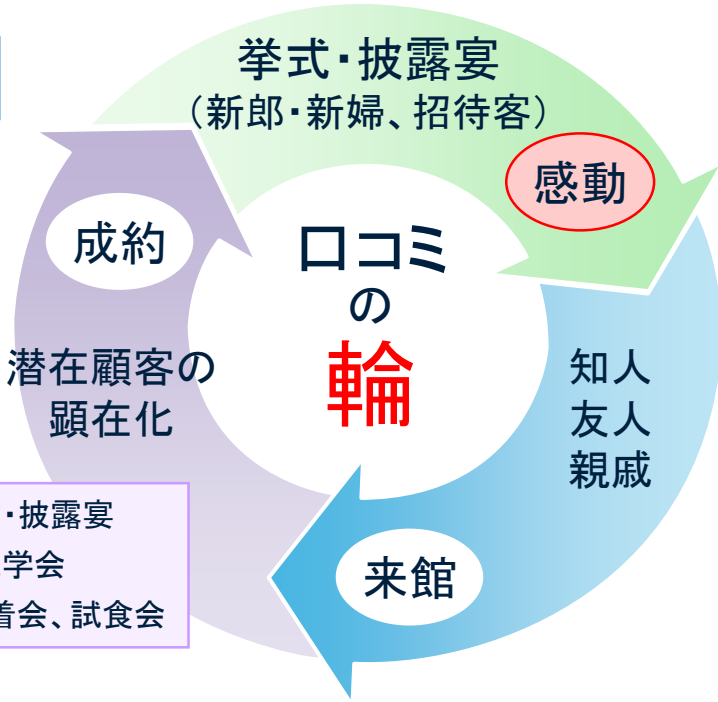 挙式・披露宴
（新郎・新婦、招待客）
感動
成約
口コミ
の
輪
潜在顧客の
顕在化
知人
友人
親戚
・披露宴
学会
着会、試食会
来館